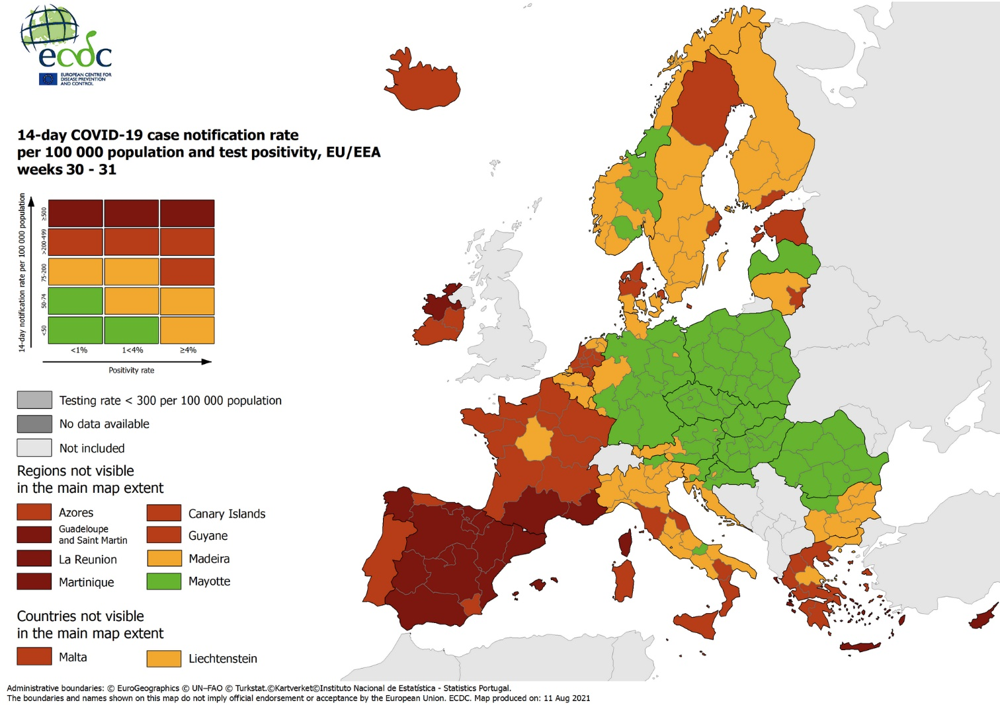 ecdc
EUROPEAN CENTRE FOR
DISEASE PREVENTION
AND CONTROL
14-day COVID-19 case notification rate
per 100 000 population and test positivity, EU/EEA
weeks 30 - 31
14-day notification rate per 100 000 population
≥500
>200-499
75-200
50-74
<50
<1%
1<4%
≥4%
Positivity rate
Testing rate < 300 per 100 000 population
No data available
Not included
Regions not visible
in the main map extent
Azores
Canary Islands
Guadeloupe
and Saint Martin
Guyane
La Reunion
Madeira
Martinique
Mayotte
Countries not visible
in the main map extent
Malta
Liechtenstein
Administrative boundaries: © EuroGeographics © UN–FAO © Turkstat.©Kartverket©Instituto Nacional de Estatística - Statistics Portugal.
The boundaries and names shown on this map do not imply official endorsement or acceptance by the European Union. ECDC. Map produced on: 11 Aug 2021